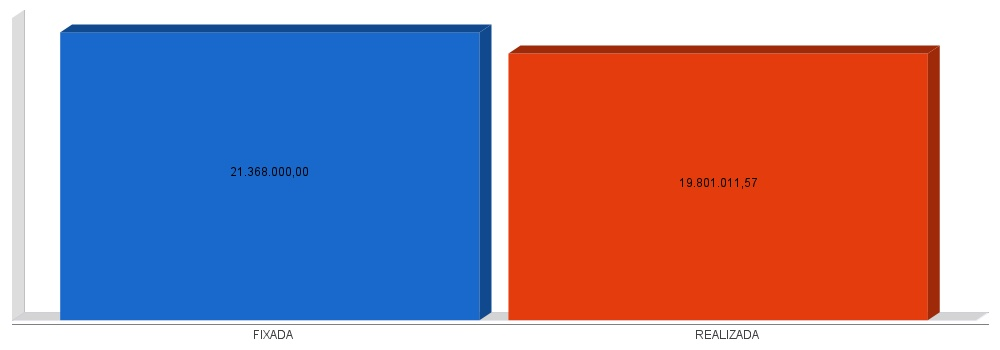 21.368.000,00
19.801.011,57
FIXADA
REALIZADA